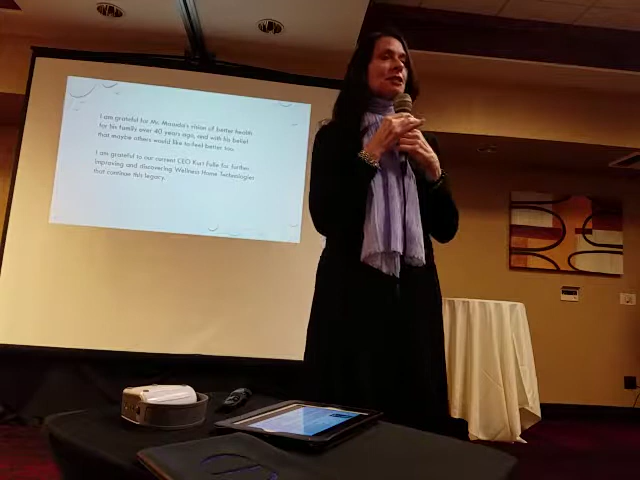 I am grateful for Mr. Masuda's vision of better health
for his family over 40 years ago, and with his belief
that maybe others would like to feel better too.
I am grateful to our current CEO Kurt Fulle for further
improving and discovering Wellness Home Technologies
that continue this legacy.